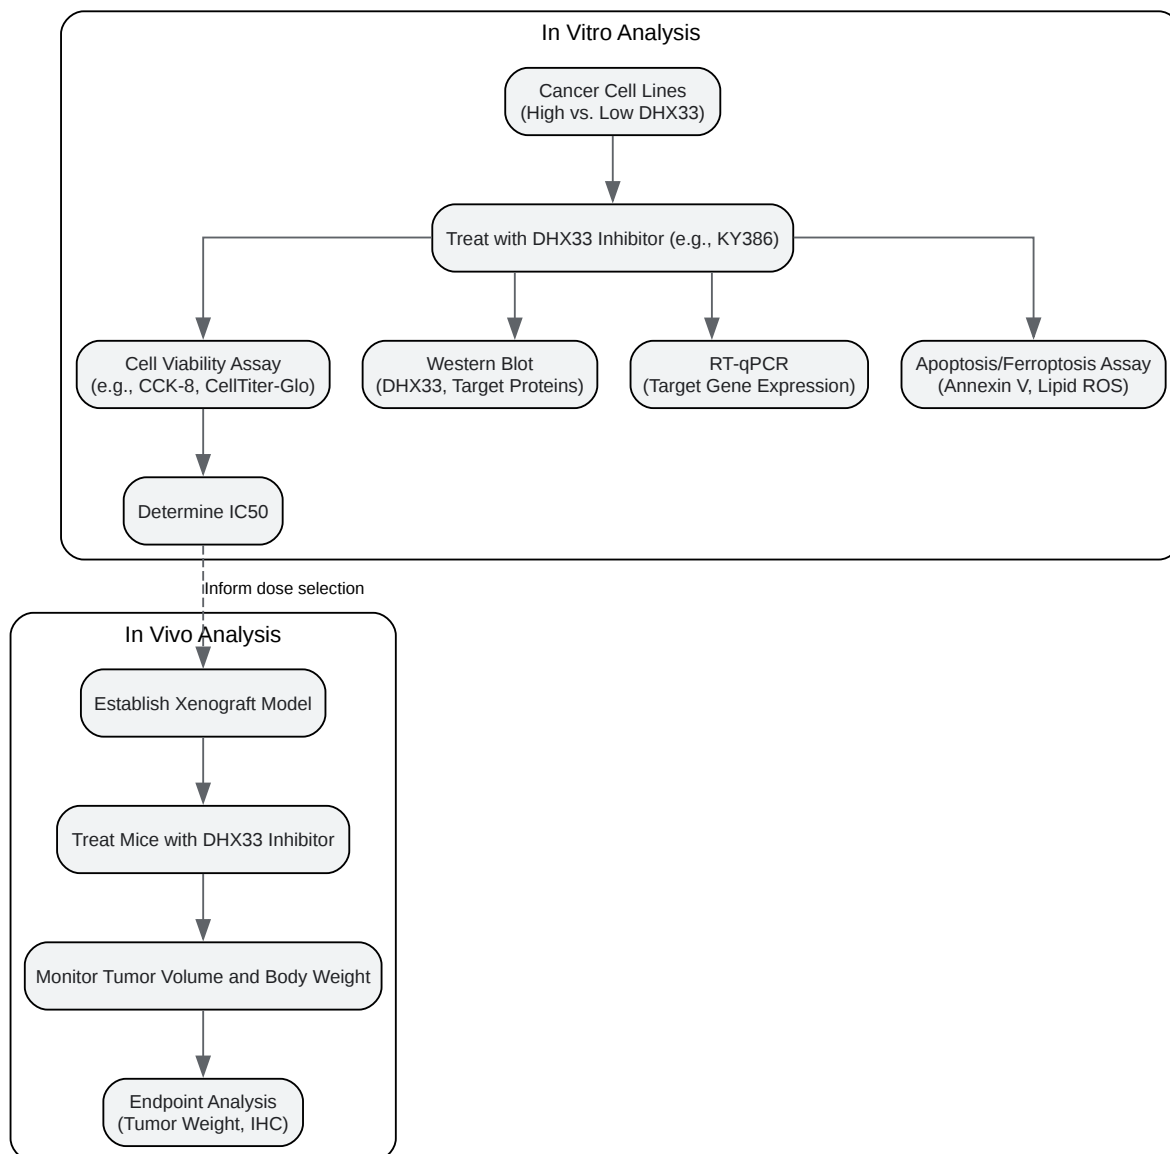 In Vitro Analysis
Cancer Cell Lines
(High vs. Low DHX33)
Treat with DHX33 Inhibitor (e.g., KY386)
Cell Viability Assay
(e.g., CCK-8, CellTiter-Glo)
Western Blot
(DHX33, Target Proteins)
RT-qPCR
(Target Gene Expression)
Apoptosis/Ferroptosis Assay
(Annexin V, Lipid ROS)
Determine IC50
Inform dose selection
In Vivo Analysis
Establish Xenograft Model
Treat Mice with DHX33 Inhibitor
Monitor Tumor Volume and Body Weight
Endpoint Analysis
(Tumor Weight, IHC)